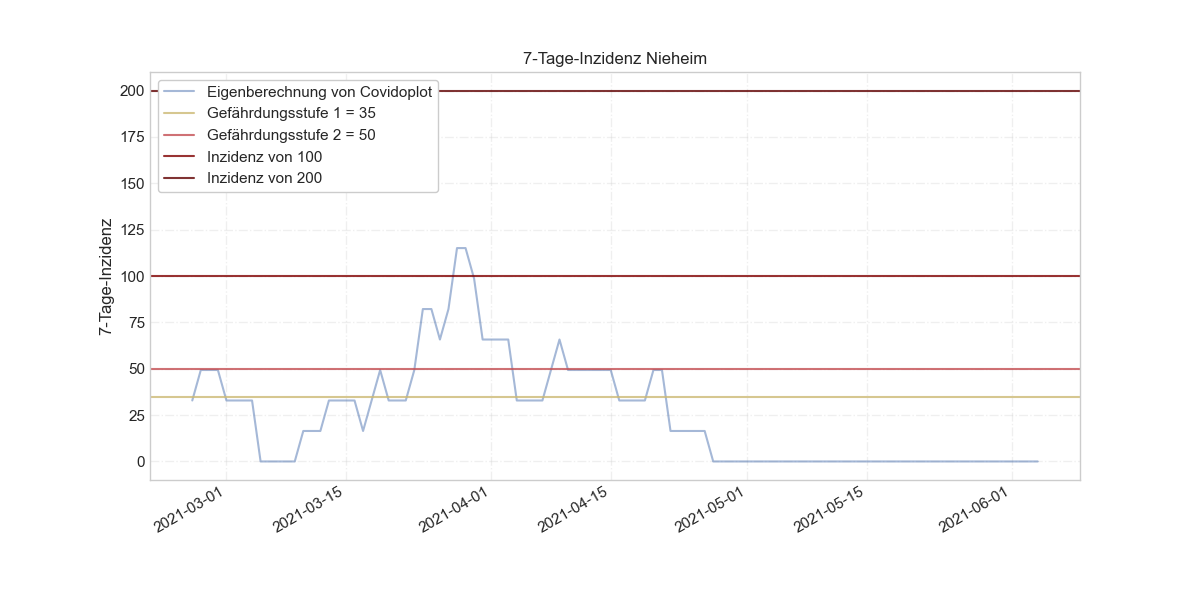 7-Tage-Inzidenz Nieheim
Eigenberechnung von Covidoplot
Gefährdungsstufe 1 = 35
Gefährdungsstufe 2 = 50
Inzidenz von 100
Inzidenz von 200
7-Tage-Inzidenz
200
175
150
125
100
75
50
25
0
2021-03-01
2021-03-15
2021-04-01
2021-04-15
2021-05-01
2021-05-15
2021-06-01